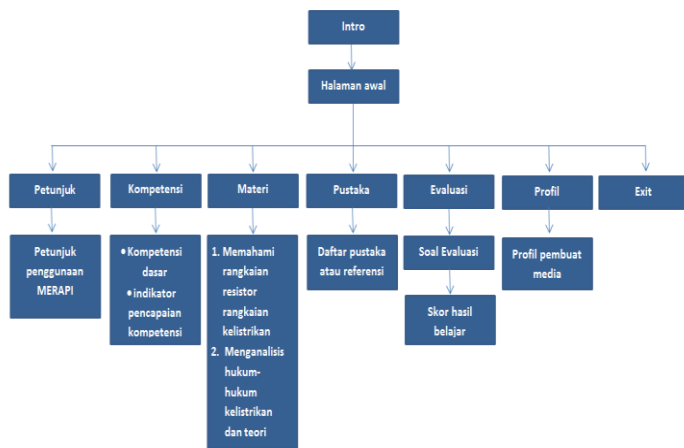 Intro
Halaman awal
Petunjuk
Kompetensi
Materi
Pustaka
Evaluasi
Profil
Exit
Petunjuk
penggunaan
MERAPI
•Kompetensi
dasar
•indikator
pencapaian
kompetensi
1. Memahami
rangkaian
resistor
rangkaian
kelistrikan
2. Menganalisis
hukum-
hukum
kelistrikan
dan teori
Daftar pustaka
atau referensi
Soal Evaluasi
Skor hasil
belajar
Profil pembuat
media